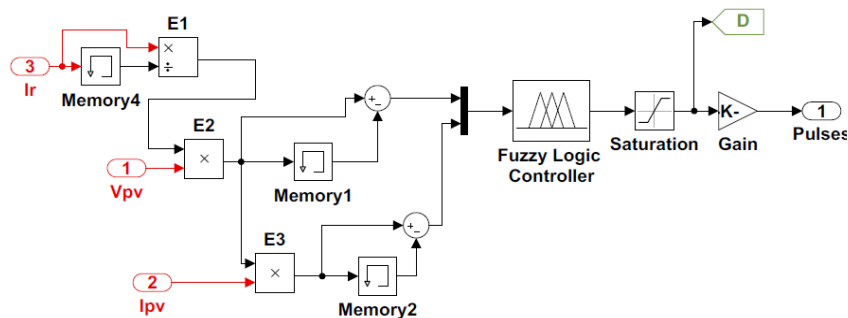 E1
D
×
÷
3
Ir
Memory4
E2
+
−
K-
1
Pulses
×
1
Vpv
Memory1
Fuzzy Logic
Controller
Saturation
Gain
E3
+
−
×
2
Ipv
Memory2